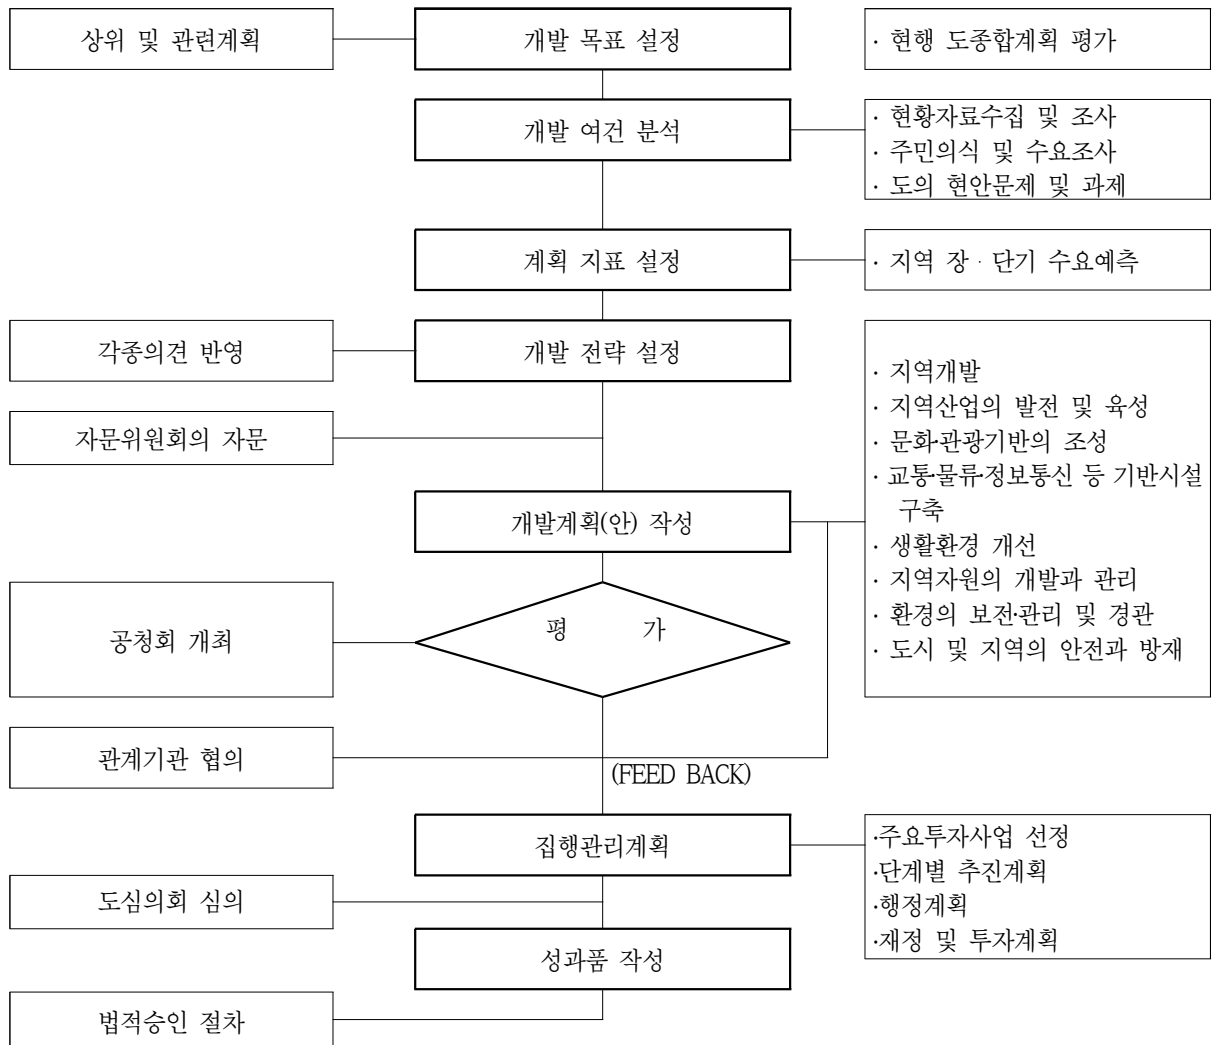 상위 및 관련계획
개발 목표 설정
· 현행 도종합계획 평가
개발 여건 분석
· 현황자료수집 및 조사
· 주민의식 및 수요조사
· 도의 현안문제 및 과제
계획 지표 설정
· 지역 장 · 단기 수요예측
각종의견 반영
개발 전략 설정
· 지역개발
· 지역산업의 발전 및 육성
· 문화·관광기반의 조성
· 교통·물류·정보통신 등 기반시설
구축
· 생활환경 개선
· 지역자원의 개발과 관리
· 환경의 보전·관리 및 경관
· 도시 및 지역의 안전과 방재
자문위원회의 자문
개발계획(안) 작성
공청회 개최
평 가
관계기관 협의
(FEED BACK)
집행관리계획
·주요투자사업 선정
·단계별 추진계획
·행정계획
·재정 및 투자계획
도심의회 심의
성과품 작성
법적승인 절차